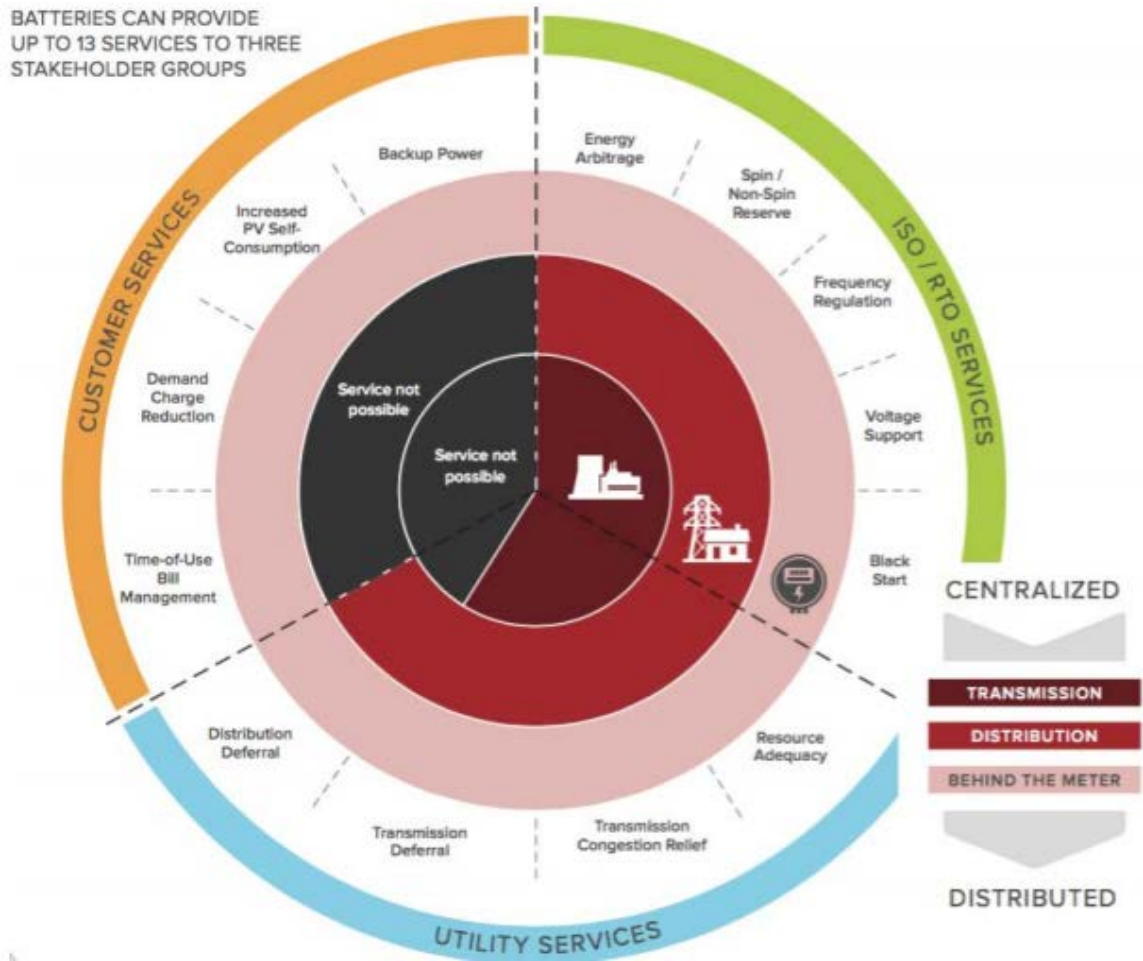 BATTERIES CAN PROVIDE
UP TO 13 SERVICES TO THREE
STAKEHOLDER GROUPS
CUSTOMER SERVICES
ISO / RTO SERVICES
UTILITY SERVICES
Backup Power
Increased
PV Self-
Consumption
Demand
Charge
Reduction
Time-of-Use
Bill
Management
Energy
Arbitrage
Spin /
Non-Spin
Reserve
Frequency
Regulation
Voltage
Support
Black
Start
Resource
Adequacy
Transmission
Congestion Relief
Transmission
Deferral
Distribution
Deferral
Service not
possible
Service not
possible
CENTRALIZED
TRANSMISSION
DISTRIBUTION
BEHIND THE METER
DISTRIBUTED